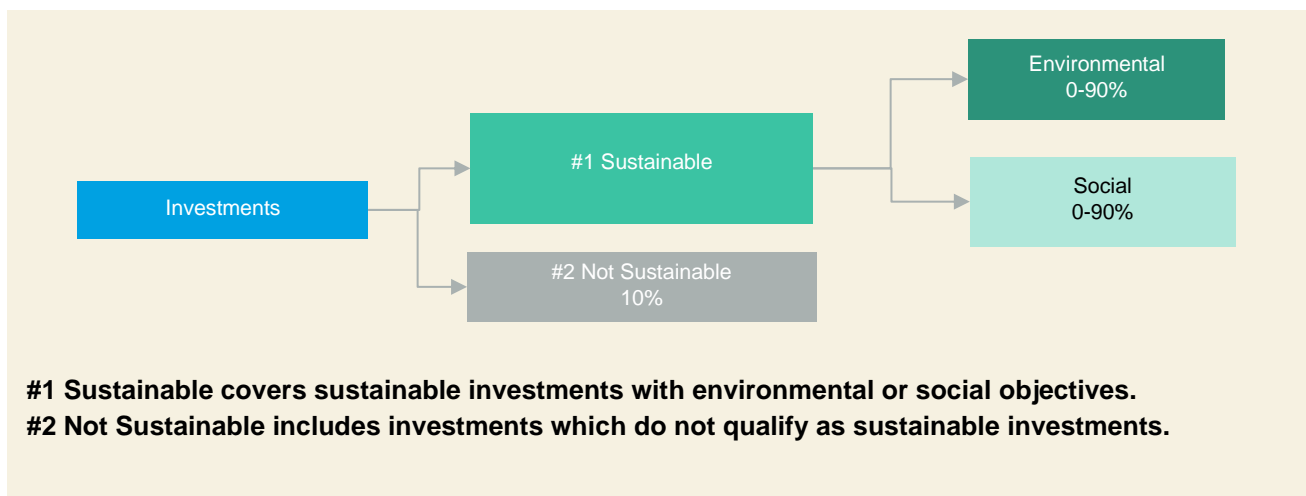 Investments
#1 Sustainable
#2 Not Sustainable
10%
Environmental
0-90%
Social
0-90%
#1 Sustainable covers sustainable investments with environmental or social objectives.
#2 Not Sustainable includes investments which do not qualify as sustainable investments.